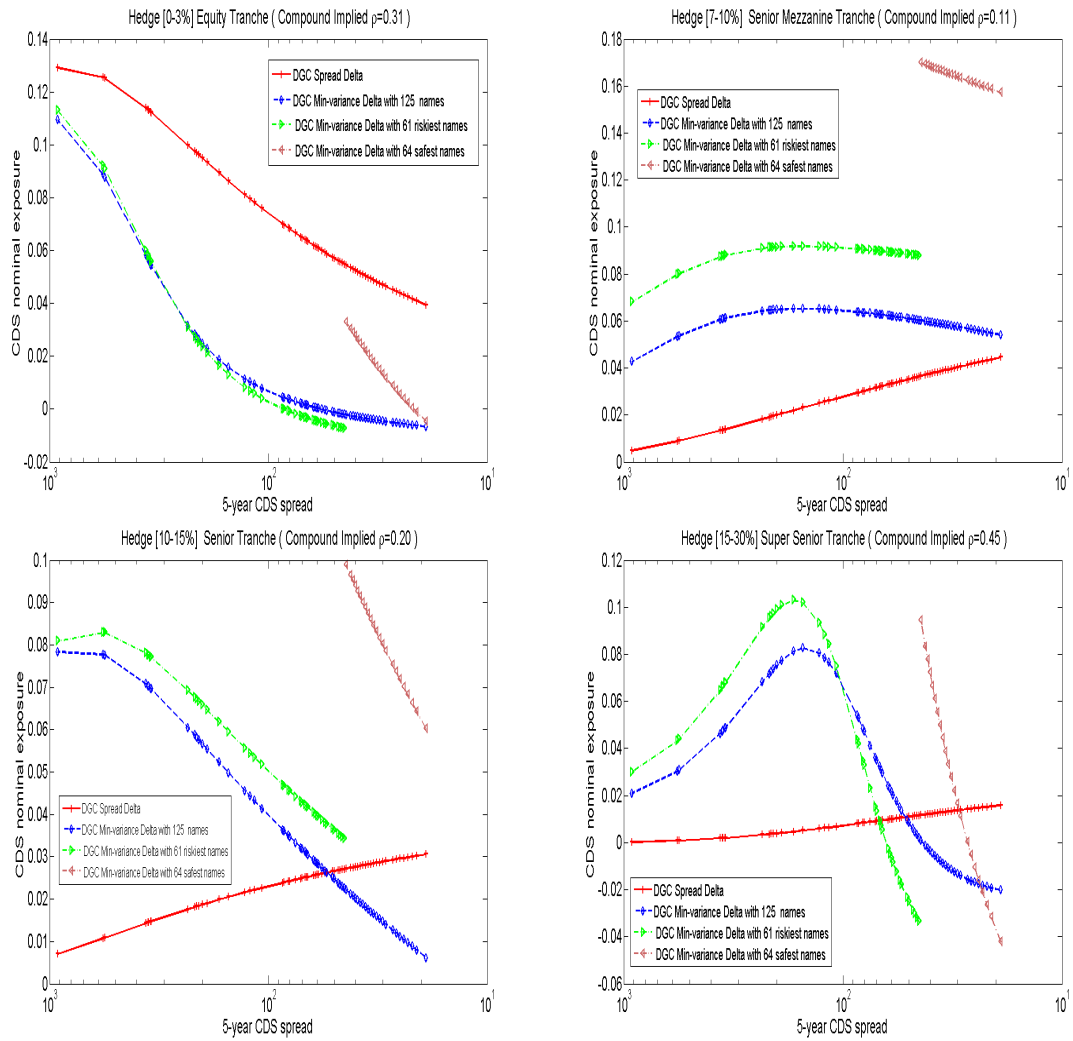 Hedge [0-3%] Equity Tranche ( Compound Implied ρ=0.31)
0.14
0.12
0.1
0.08
0.06
0.04
0.02
0
-0.02
CDS nominal exposure
DGC Spread Delta
DGC Min-variance Delta with 125 names
DGC Min-variance Delta with 61 riskiest names
DGC Min-variance Delta with 64 safest names
10³
10²
10¹
5-year CDS spread
Hedge [7-10%] Senior Mezzanine Tranche ( Compound Implied ρ=0.11)
0.18
0.16
0.14
0.12
0.1
0.08
0.06
0.04
0.02
0
CDS nominal exposure
DGC Spread Delta
DGC Min-variance Delta with 125 names
DGC Min-variance Delta with 61 riskiest names
DGC Min-variance Delta with 64 safest names
10³
10²
10¹
5-year CDS spread
Hedge [10-15%] Senior Tranche ( Compound Implied ρ=0.20)
0.1
0.09
0.08
0.07
0.06
0.05
0.04
0.03
0.02
0.01
0
CDS nominal exposure
DGC Spread Delta
DGC Min-variance Delta with 125 names
DGC Min-variance Delta with 61 riskiest names
DGC Min-variance Delta with 64 safest names
10³
10²
10¹
5-year CDS spread
Hedge [15-30%] Super Senior Tranche ( Compound Implied ρ=0.45)
0.12
0.1
0.08
0.06
0.04
0.02
0
-0.02
-0.04
-0.06
CDS nominal exposure
DGC Spread Delta
DGC Min-variance Delta with 125 names
DGC Min-variance Delta with 61 riskiest names
DGC Min-variance Delta with 64 safest names
10³
10²
10¹
5-year CDS spread